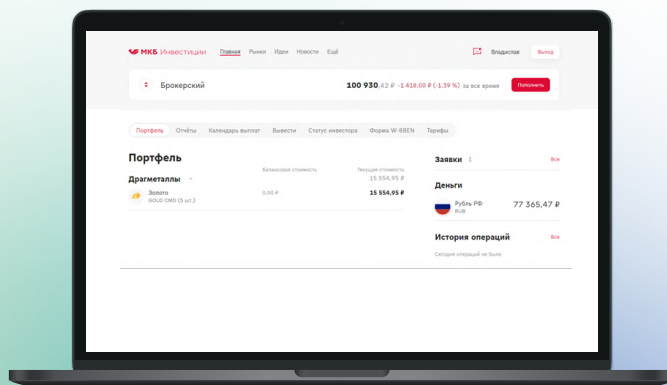 МКБ Инвестиции Главная Рынки Идеи Новости Ещё Владислав Выход
Брокерский 100 930,42 ₽ -1 418.00 ₽ (-1,39 %) за все время Пополнить
Портфель Отчёты Календарь выплат Вывести Статус инвестора Форма W-8BEN Тарифы
Портфель
Балансовая стоимость Текущая стоимость
Драгметаллы 15 554,95 ₽
Золото 0,00 ₽ 15 554,95 ₽
GOLD CMD (5 шт.)
Заявки 1 Все
Деньги
Рубль РФ 77 365,47 ₽
RUB
История операций Все
Сегодня операций не было